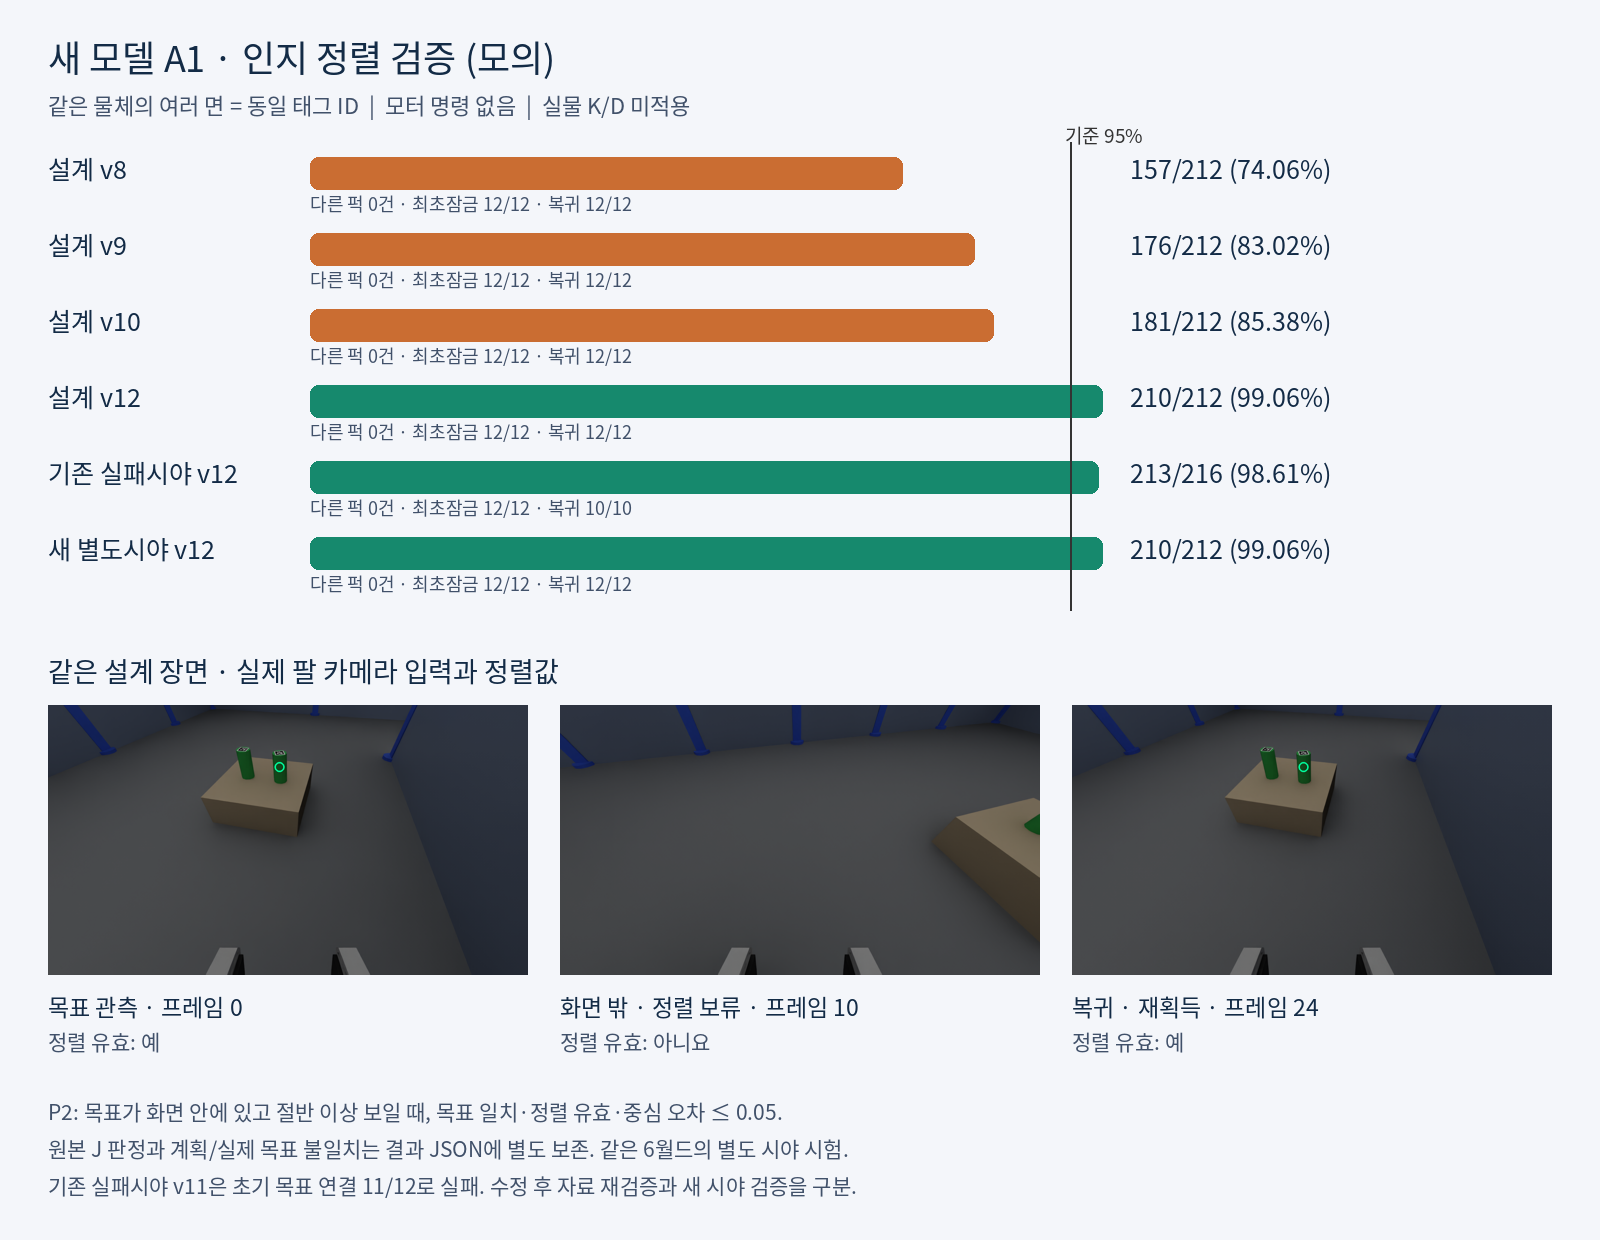 새 모델 A1 · 인지 정렬 검증 (모의)
같은 물체의 여러 면 = 동일 태그 ID | 모터 명령 없음 | 실물 K/D 미적용
기준 95%
설계 v8
157/212 (74.06%)
다른 퍽 0건 · 최초잠금 12/12 · 복귀 12/12
설계 v9
176/212 (83.02%)
다른 퍽 0건 · 최초잠금 12/12 · 복귀 12/12
설계 v10
181/212 (85.38%)
다른 퍽 0건 · 최초잠금 12/12 · 복귀 12/12
설계 v12
210/212 (99.06%)
다른 퍽 0건 · 최초잠금 12/12 · 복귀 12/12
기존 실패시야 v12
213/216 (98.61%)
다른 퍽 0건 · 최초잠금 12/12 · 복귀 10/10
새 별도시야 v12
210/212 (99.06%)
다른 퍽 0건 · 최초잠금 12/12 · 복귀 12/12
같은 설계 장면 · 실제 팔 카메라 입력과 정렬값
목표 관측 · 프레임 0
정렬 유효: 예
화면 밖 · 정렬 보류 · 프레임 10
정렬 유효: 아니요
복귀 · 재획득 · 프레임 24
정렬 유효: 예
P2: 목표가 화면 안에 있고 절반 이상 보일 때, 목표 일치·정렬 유효·중심 오차 ≤ 0.05.
원본 J 판정과 계획/실제 목표 불일치는 결과 JSON에 별도 보존. 같은 6월드의 별도 시야 시험.
기존 실패시야 v11은 초기 목표 연결 11/12로 실패. 수정 후 자료 재검증과 새 시야 검증을 구분.